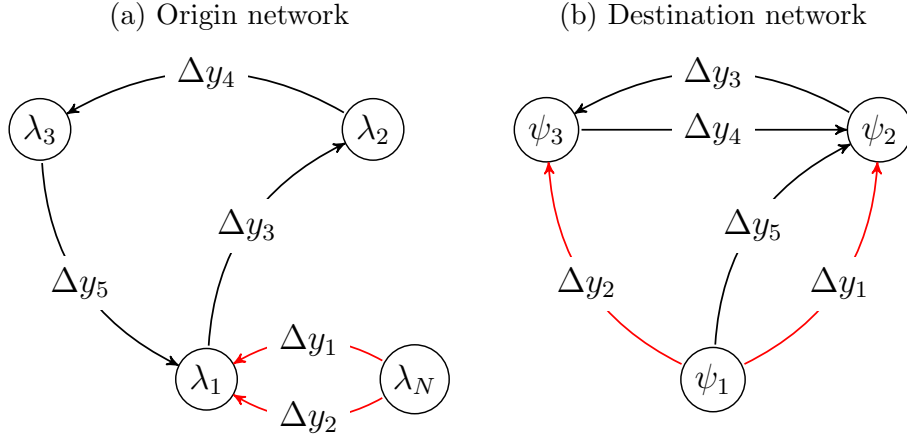 (a) Origin network
(b) Destination network
Δy₄
λ₃
λ₂
Δy₃
Δy₅
Δy₁
λ₁
λ_N
Δy₂
Δy₃
ψ₃
Δy₄
ψ₂
Δy₅
Δy₂
Δy₁
ψ₁